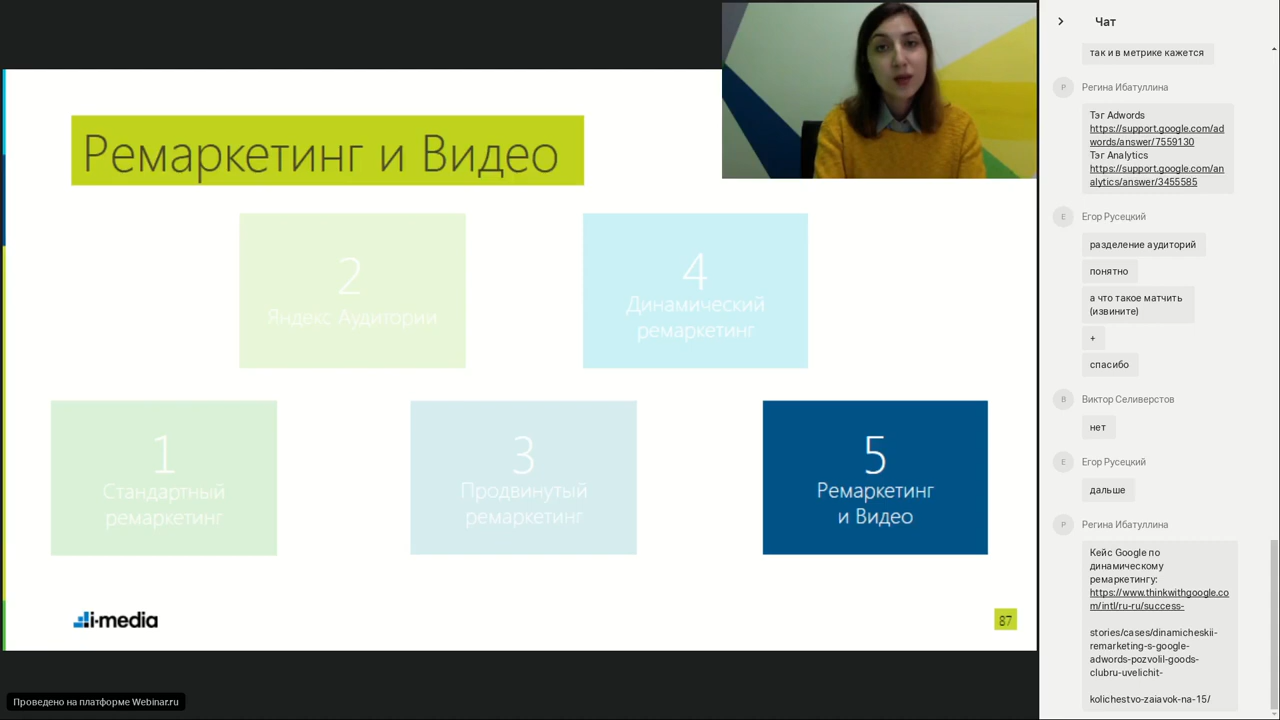 Ремаркетинг и Видео
2
Яндекс Аудитории
4
Динамический
ремаркетинг
1
Стандартный
ремаркетинг
3
Продвинутый
ремаркетинг
5
Ремаркетинг
и Видео
i-media
87
Проведено на платформе Webinar.ru
Чат
так и в метрике кажется
Р
Регина Ибатуллина
Тэг Adwords
https://support.google.com/ad
words/answer/7559130
Тэг Analytics
https://support.google.com/an
alytics/answer/3455585
Е
Егор Русецкий
разделение аудиторий
понятно
а что такое матчить
(извините)
+
спасибо
В
Виктор Селиверстов
нет
Е
Егор Русецкий
дальше
Р
Регина Ибатуллина
Кейс Google по
динамическому
ремаркетингу:
https://www.thinkwithgoogle.co
m/intl/ru-ru/success-
stories/cases/dinamicheskii-
remarketing-s-google-
adwords-pozvolil-goods-
clubru-uvelichit-
kolichestvo-zaiavok-na-15/